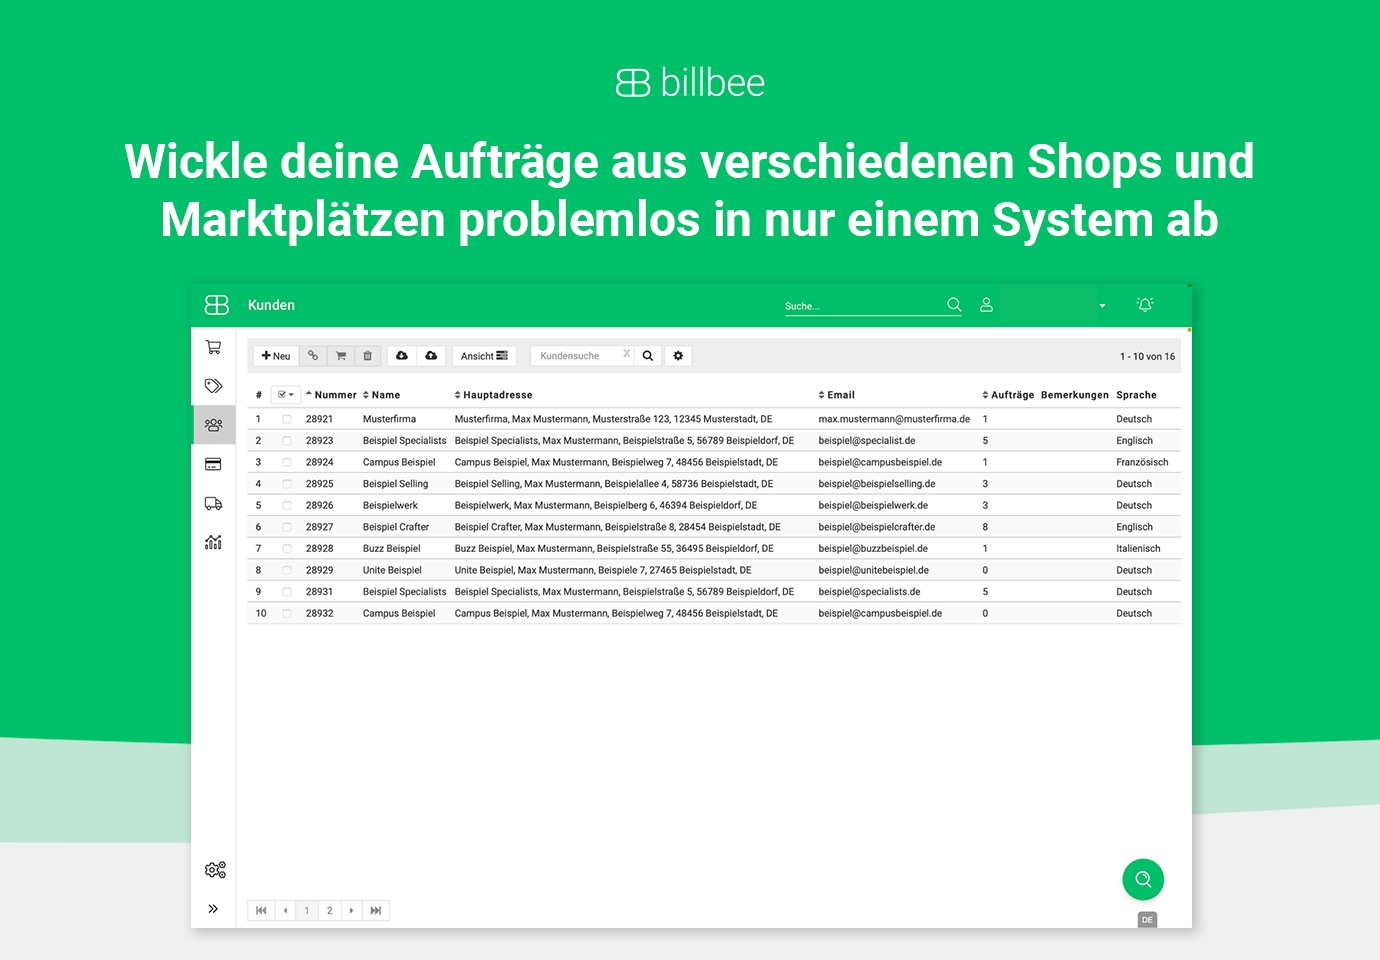 billbee
Wickle deine Aufträge aus verschiedenen Shops und
Marktplätzen problemlos in nur einem System ab
Kunden Suche...
Neu Ansicht Kundensuche X 1 - 10 von 16
# Nummer Name Hauptadresse Email Aufträge Bemerkungen Sprache
1 28921 Musterfirma Musterfirma, Max Mustermann, Musterstraße 123, 12345 Musterstadt, DE max.mustermann@musterfirma.de 1 Deutsch
2 28923 Beispiel Specialists Beispiel Specialists, Max Mustermann, Beispielstraße 5, 56789 Beispieldorf, DE beispiel@specialist.de 5 Englisch
3 28924 Campus Beispiel Campus Beispiel, Max Mustermann, Beispielweg 7, 48456 Beispielstadt, DE beispiel@campusbeispiel.de 1 Französisch
4 28925 Beispiel Selling Beispiel Selling, Max Mustermann, Beispielallee 4, 58736 Beispielstadt, DE beispiel@beispielselling.de 3 Deutsch
5 28926 Beispielwerk Beispielwerk, Max Mustermann, Beispielberg 6, 46394 Beispieldorf, DE beispiel@beispielwerk.de 3 Deutsch
6 28927 Beispiel Crafter Beispiel Crafter, Max Mustermann, Beispielstraße 8, 28454 Beispielstadt, DE beispiel@beispielcrafter.de 8 Englisch
7 28928 Buzz Beispiel Buzz Beispiel, Max Mustermann, Beispielstraße 55, 36495 Beispieldorf, DE beispiel@buzzbeispiel.de 1 Italienisch
8 28929 Unite Beispiel Unite Beispiel, Max Mustermann, Beispiele 7, 27465 Beispielstadt, DE beispiel@unitebeispiel.de 0 Deutsch
9 28931 Beispiel Specialists Beispiel Specialists, Max Mustermann, Beispielstraße 5, 56789 Beispieldorf, DE beispiel@specialists.de 5 Deutsch
10 28932 Campus Beispiel Campus Beispiel, Max Mustermann, Beispielweg 7, 48456 Beispielstadt, DE beispiel@campusbeispiel.de 0 Deutsch
1 2
DE